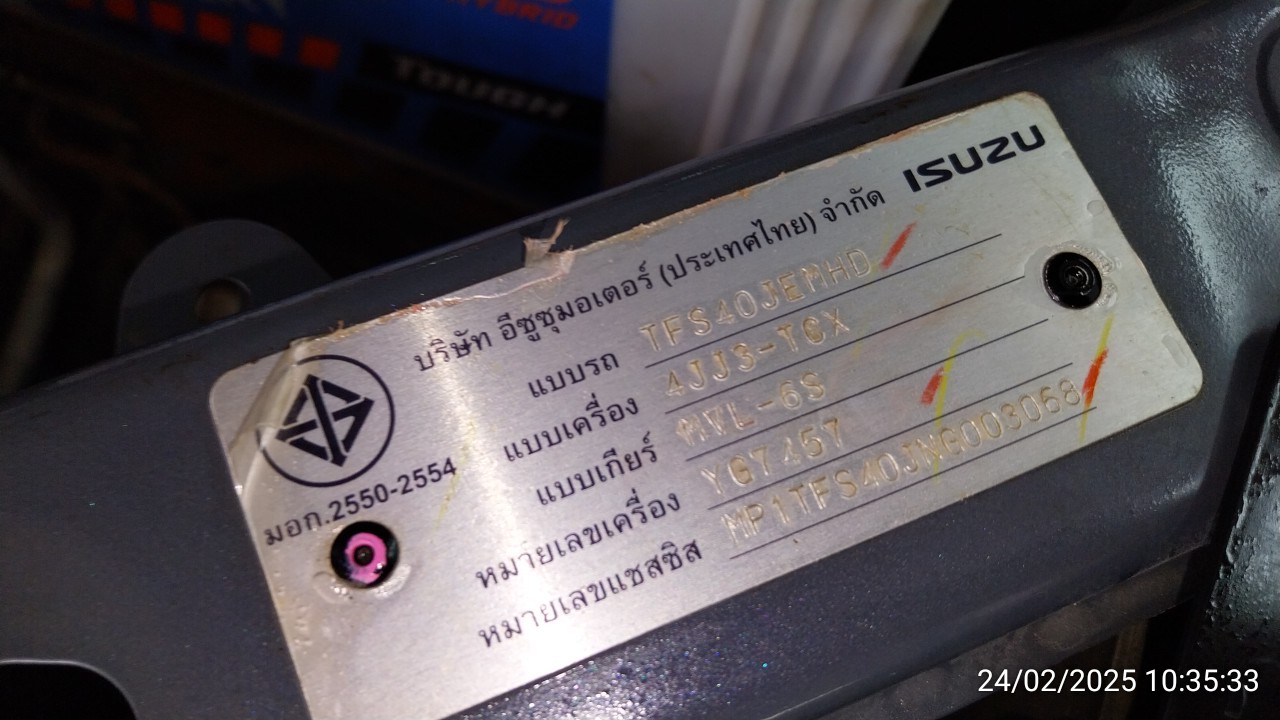 HYBRID
TOUGH
ISUZU
บริษัท อีซูซุมอเตอร์ (ประเทศไทย) จำกัด
แบบรถ TFS40JEMHD
แบบเครื่อง 4JJ3-TCX
แบบเกียร์ MVL-6S
หมายเลขเครื่อง YG7457
หมายเลขแชสซิส MP1TFS40JNG003068
มอก.2550-2554
24/02/2025 10:35:33